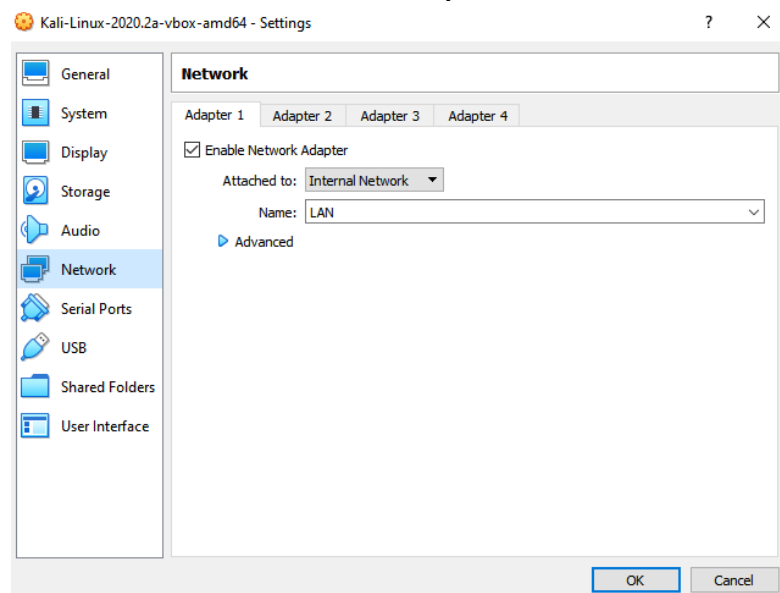 Kali-Linux-2020.2a-vbox-amd64 - Settings ? ×
General
System
Display
Storage
Audio
Network
Serial Ports
USB
Shared Folders
User Interface
Network
Adapter 1 Adapter 2 Adapter 3 Adapter 4
Enable Network Adapter
Attached to: Internal Network
Name: LAN
Advanced
OK Cancel